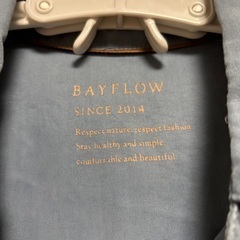 BAYFLOW
SINCE 2014
Respect nature, respect fashion
Stay healthy and simple
comfortable and beautiful